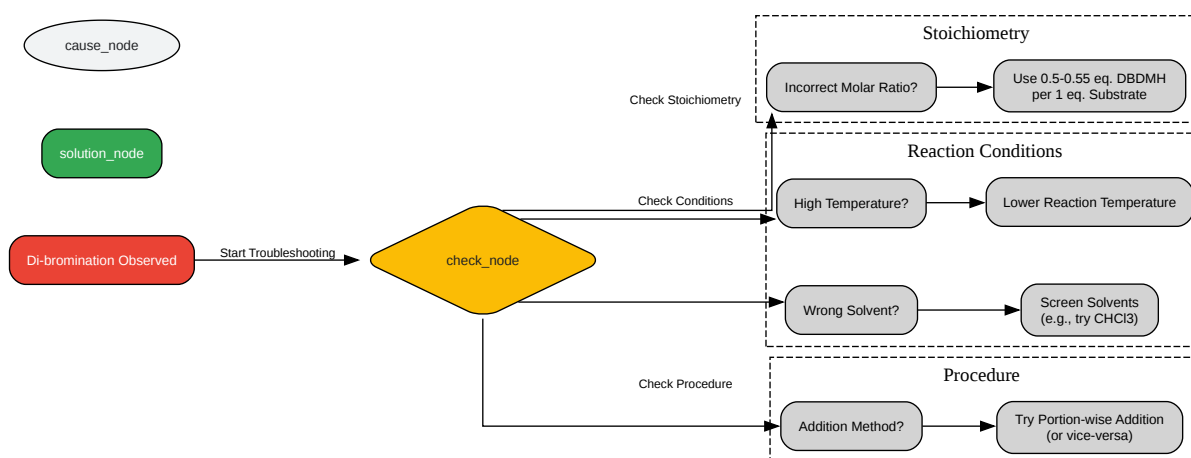 cause_node
solution_node
Di-bromination Observed
Start Troubleshooting
check_node
Check Stoichiometry
Check Conditions
Check Procedure
Stoichiometry
Incorrect Molar Ratio?
Use 0.5-0.55 eq. DBDMH
per 1 eq. Substrate
Reaction Conditions
High Temperature?
Lower Reaction Temperature
Wrong Solvent?
Screen Solvents
(e.g., try CHCl3)
Procedure
Addition Method?
Try Portion-wise Addition
(or vice-versa)